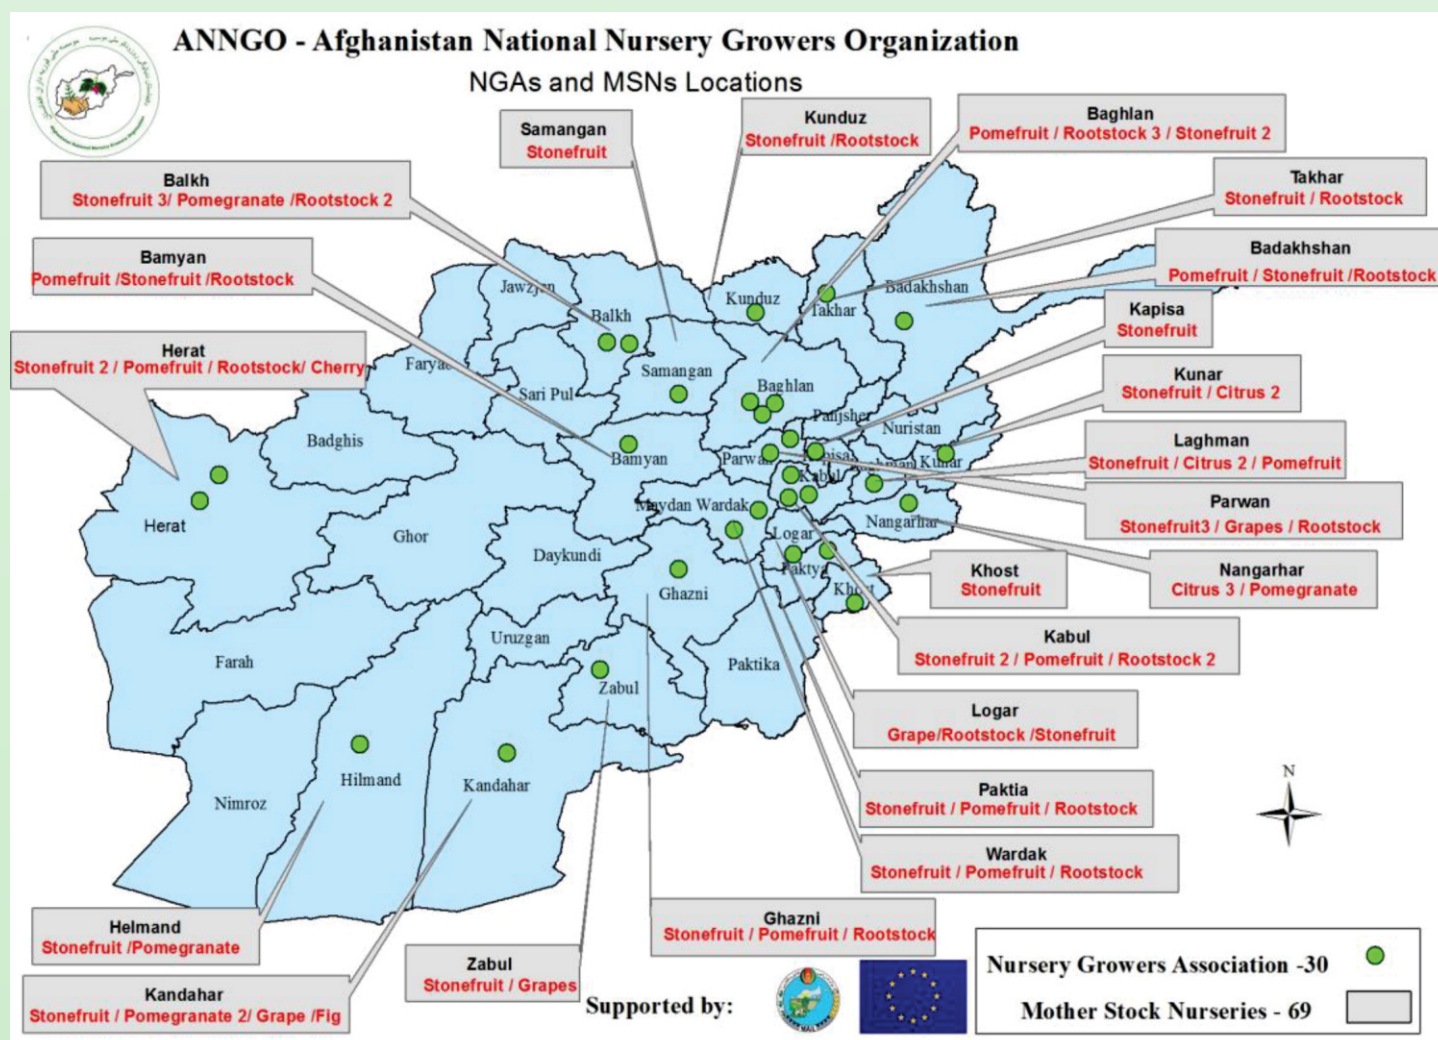 ANNGO - Afghanistan National Nursery Growers Organization
NGAs and MSNs Locations
Samangan
Stonefruit
Kunduz
Stonefruit /Rootstock
Baghlan
Pomefruit / Rootstock 3 / Stonefruit 2
Balkh
Stonefruit 3/ Pomegranate /Rootstock 2
Takhar
Stonefruit / Rootstock
Bamyan
Pomefruit /Stonefruit /Rootstock
Badakhshan
Pomefruit / Stonefruit /Rootstock
Kapisa
Stonefruit
Herat
Stonefruit 2 / Pomefruit / Rootstock/ Cherry
Kunar
Stonefruit / Citrus 2
Laghman
Stonefruit / Citrus 2 / Pomefruit
Parwan
Stonefruit3 / Grapes / Rootstock
Khost
Stonefruit
Nangarhar
Citrus 3 / Pomegranate
Kabul
Stonefruit 2 / Pomefruit / Rootstock 2
Logar
Grape/Rootstock /Stonefruit
Paktia
Stonefruit / Pomefruit / Rootstock
Wardak
Stonefruit / Pomefruit / Rootstock
Ghazni
Stonefruit / Pomefruit / Rootstock
Helmand
Stonefruit /Pomegranate
Zabul
Stonefruit / Grapes
Kandahar
Stonefruit / Pomegranate 2/ Grape /Fig
Jawzjan
Balkh
Kunduz
Takhar
Badakhshan
Faryab
Sari Pul
Samangan
Baghlan
Panjsher
Nuristan
Badghis
Bamyan
Parwan
Kapisa
Kunar
Kabul
Maydan Wardak
Nangarhar
Herat
Ghor
Daykundi
Logar
Paktya
Khost
Ghazni
Uruzgan
Farah
Zabul
Paktika
Nimroz
Hilmand
Kandahar
N
Supported by:
Nursery Growers Association -30
Mother Stock Nurseries - 69